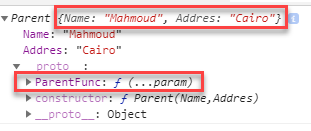 Parent {Name: "Mahmoud", Addres: "Cairo"}
Name: "Mahmoud"
Addres: "Cairo"
__proto__:
ParentFunc: ƒ (...param)
constructor: ƒ Parent(Name,Addres)
__proto__: Object